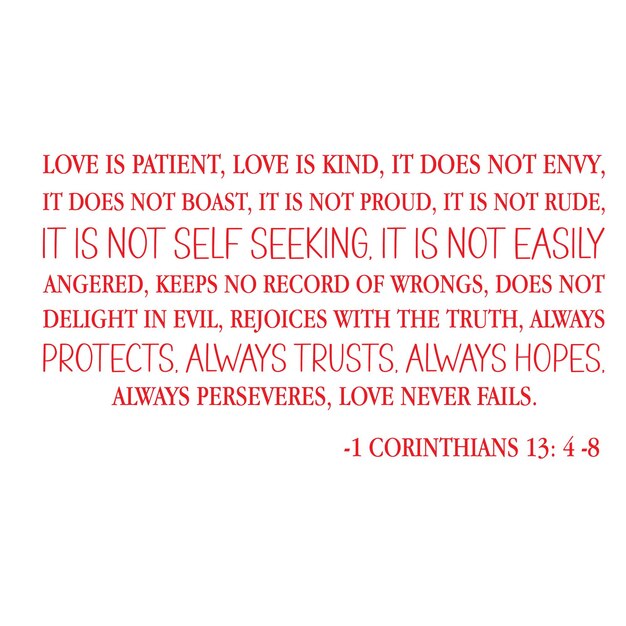 LOVE IS PATIENT, LOVE IS KIND, IT DOES NOT ENVY,
IT DOES NOT BOAST, IT IS NOT PROUD, IT IS NOT RUDE,
IT IS NOT SELF SEEKING, IT IS NOT EASILY
ANGERED, KEEPS NO RECORD OF WRONGS, DOES NOT
DELIGHT IN EVIL, REJOICES WITH THE TRUTH, ALWAYS
PROTECTS, ALWAYS TRUSTS, ALWAYS HOPES,
ALWAYS PERSEVERES, LOVE NEVER FAILS.
-1 CORINTHIANS 13: 4 -8